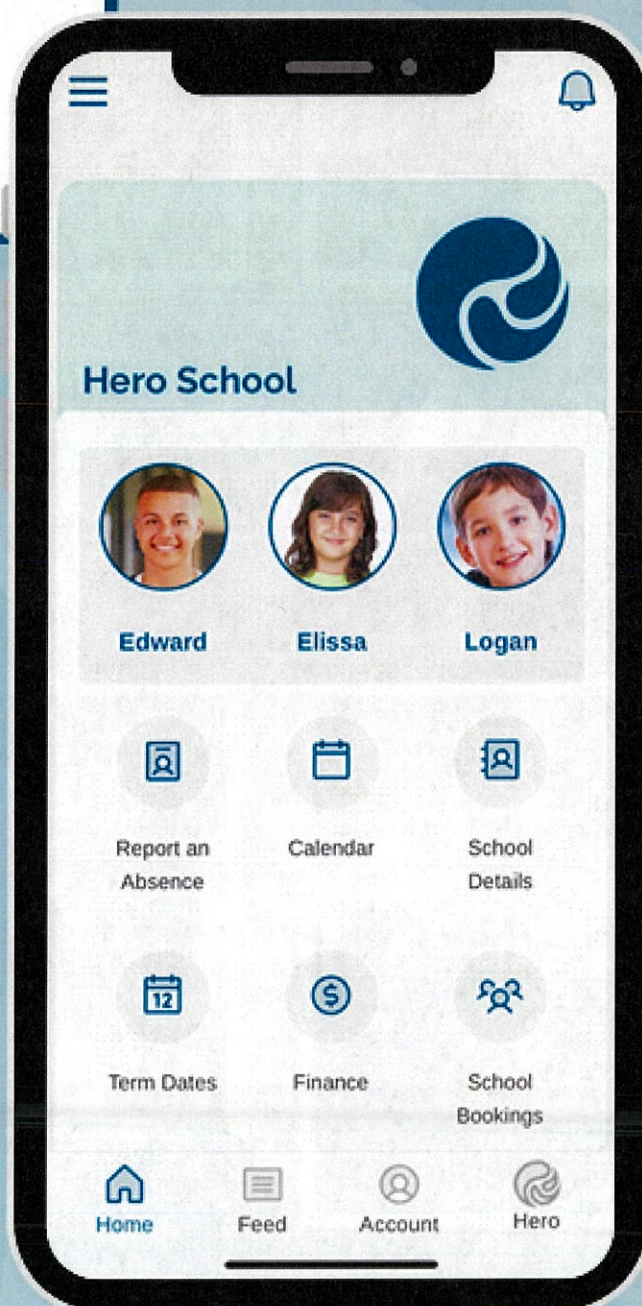 Hero School
Edward Elissa Logan
Report an Absence
Calendar
School Details
12
Term Dates
Finance
School Bookings
Home Feed Account Hero